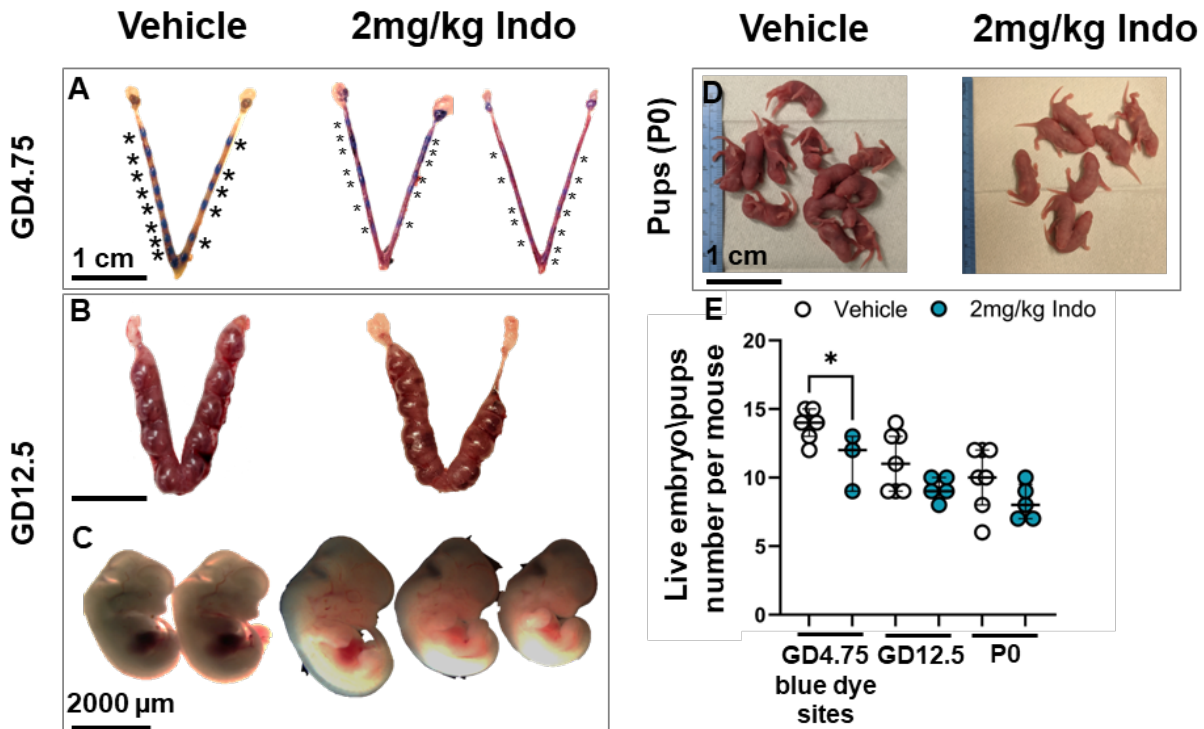 Vehicle
2mg/kg Indo
Vehicle
2mg/kg Indo
GD4.75
A
* * * * * * * * * * * * *
* * * * * * * * * * * *
* * * * * * * * *
1 cm
GD12.5
B
C
2000 µm
Pups (P0)
D
1 cm
E
Vehicle
2mg/kg Indo
Live embryo\pups
number per mouse
20
15
10
5
0
*
GD4.75
blue dye
sites
GD12.5
P0